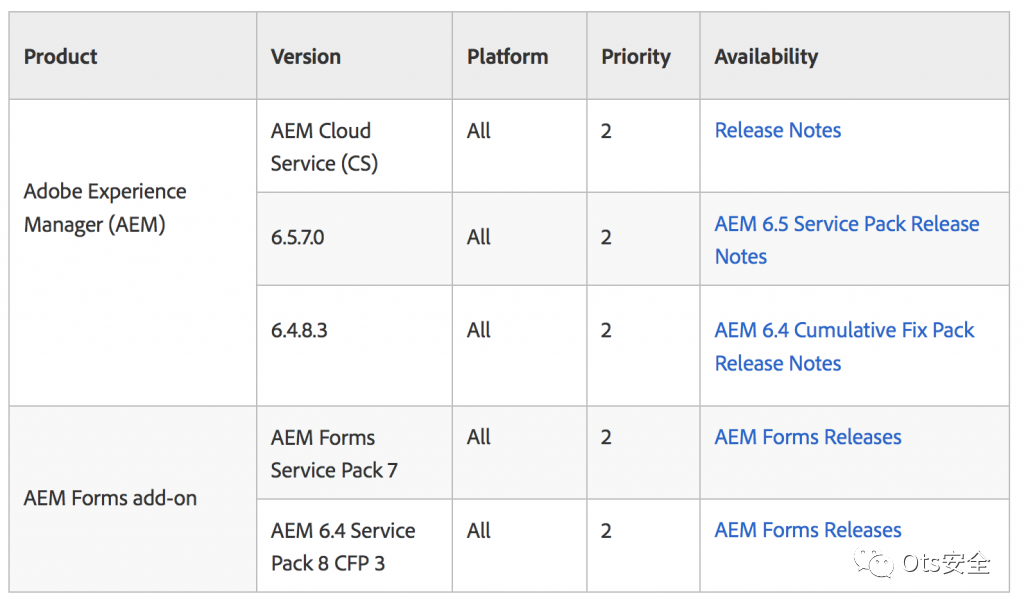 Product Version Platform Priority Availability
Adobe Experience
Manager (AEM)
AEM Cloud
Service (CS)
All
2
Release Notes
6.5.7.0
All
2
AEM 6.5 Service Pack Release
Notes
6.4.8.3
All
2
AEM 6.4 Cumulative Fix Pack
Release Notes
AEM Forms add-on
AEM Forms
Service Pack 7
All
2
AEM Forms Releases
AEM 6.4 Service
Pack 8 CFP 3
All
2
AEM Forms Releases
Ots安全